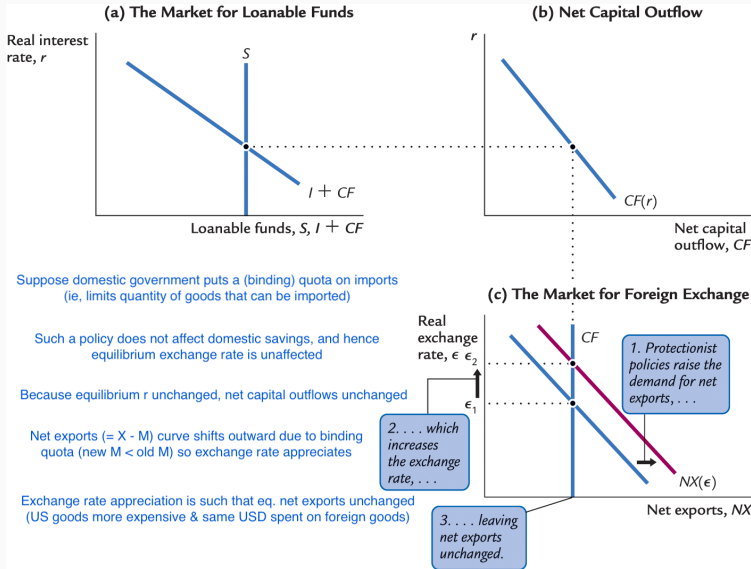 (a) The Market for Loanable Funds
Real interest
rate, r
S
I + CF
Loanable funds, S, I + CF
(b) Net Capital Outflow
r
CF(r)
Net capital
outflow, CF
Suppose domestic government puts a (binding) quota on imports
(ie, limits quantity of goods that can be imported)
Such a policy does not affect domestic savings, and hence
equilibrium exchange rate is unaffected
Because equilibrium r unchanged, net capital outflows unchanged
Net exports (= X - M) curve shifts outward due to binding
quota (new M < old M) so exchange rate appreciates
Exchange rate appreciation is such that eq. net exports unchanged
(US goods more expensive & same USD spent on foreign goods)
(c) The Market for Foreign Exchange
Real
exchange
rate, ϵ
ϵ2
ϵ1
CF
1. Protectionist
policies raise the
demand for net
exports, . . .
2. . . . which
increases
the exchange
rate, . . .
3. . . . leaving
net exports
unchanged.
NX(ϵ)
Net exports, NX